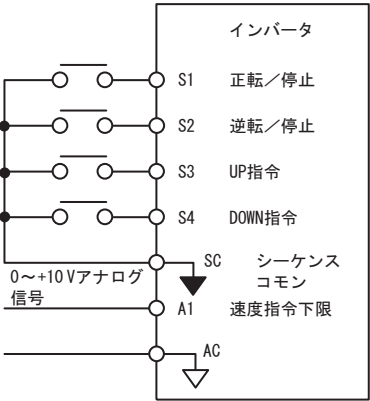 インバータ
S1 正転／停止
S2 逆転／停止
S3 UP指令
S4 DOWN指令
SC シーケンス
コモン
0～+10 Vアナログ
信号
A1 速度指令下限
AC